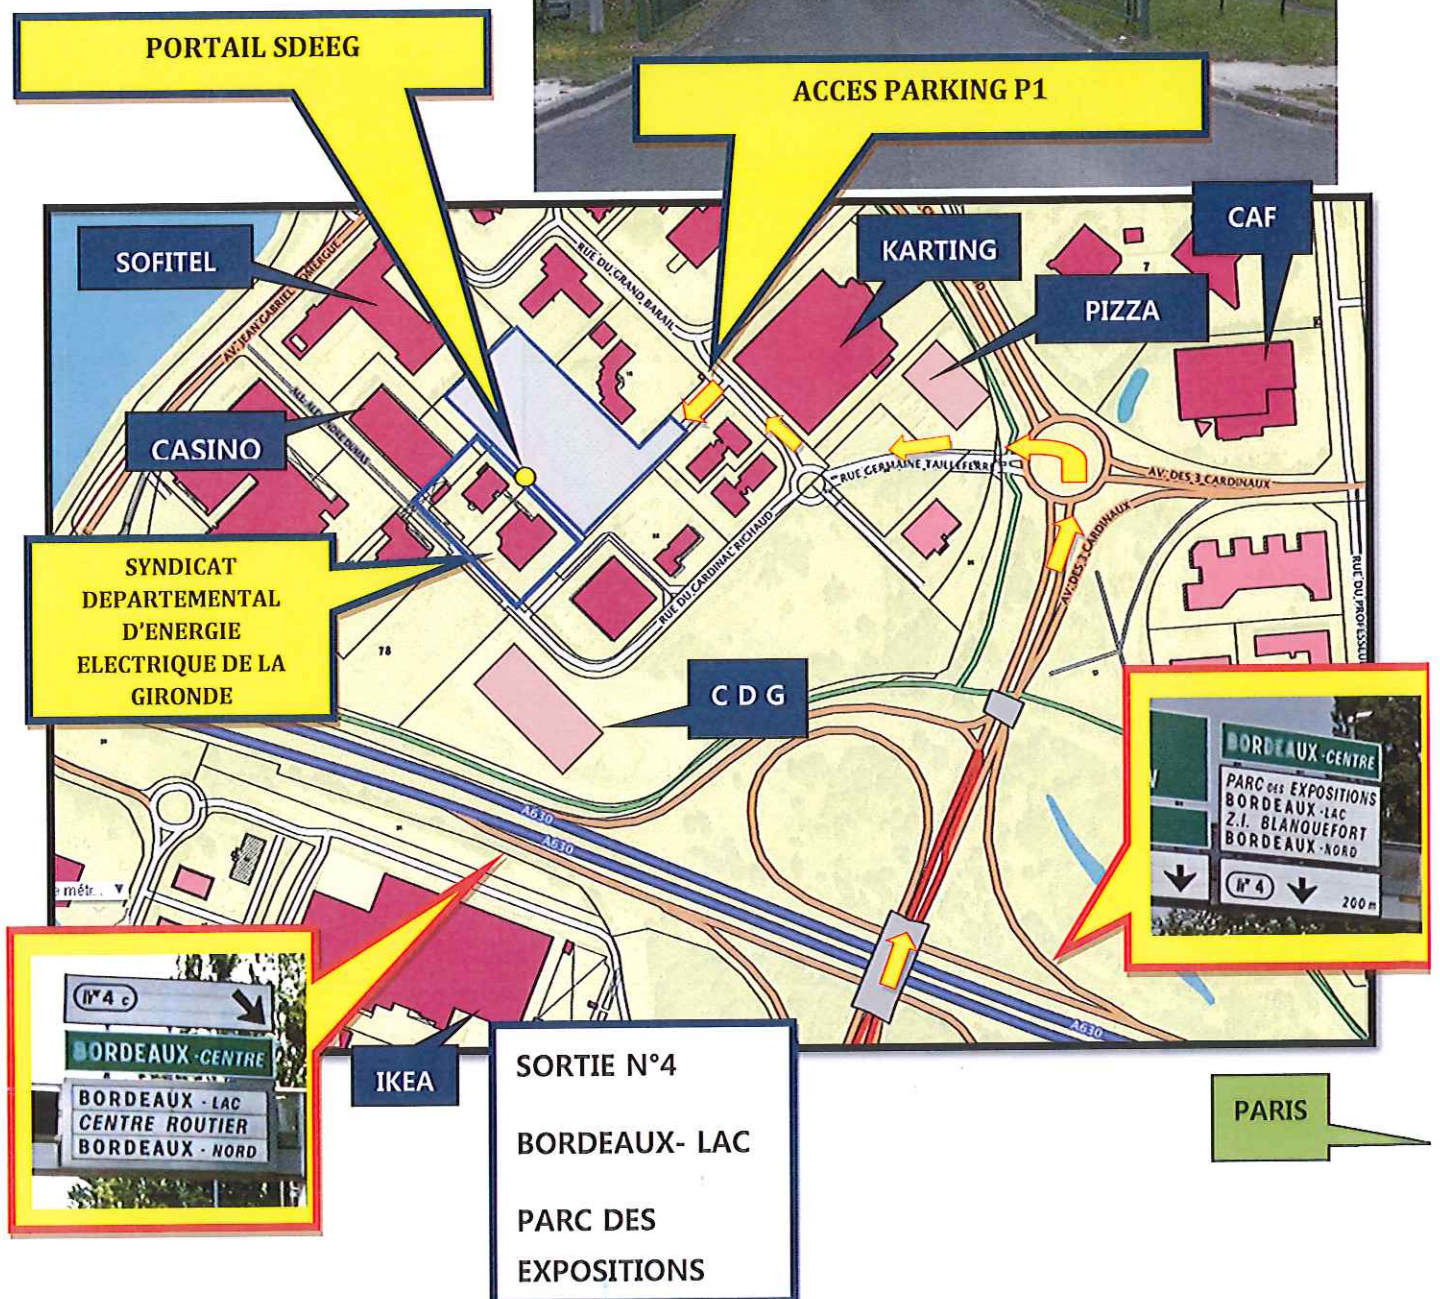 PORTAIL SDEEG
ACCES PARKING P1
CAF
SOFITEL
KARTING
PIZZA
RUE DU GRAND BARAIL
7
CASINO
RUE GERMAINE TAILLEFERRE
AV. DES 3 CARDINAUX
AV. DES 3 CARDINAUX
RUE DU CARDINAL RICHAUD
SYNDICAT
DEPARTEMENTAL
D'ENERGIE
ELECTRIQUE DE LA
GIRONDE
78
C D G
A630
A630
A630
BORDEAUX-CENTRE
PARC DES EXPOSITIONS
BORDEAUX-LAC
Z.I. BLANQUEFORT
BORDEAUX-NORD
N° 4
200 m
N° 4 c
BORDEAUX-CENTRE
BORDEAUX - LAC
CENTRE ROUTIER
BORDEAUX - NORD
IKEA
SORTIE N°4
BORDEAUX- LAC
PARC DES
EXPOSITIONS
PARIS